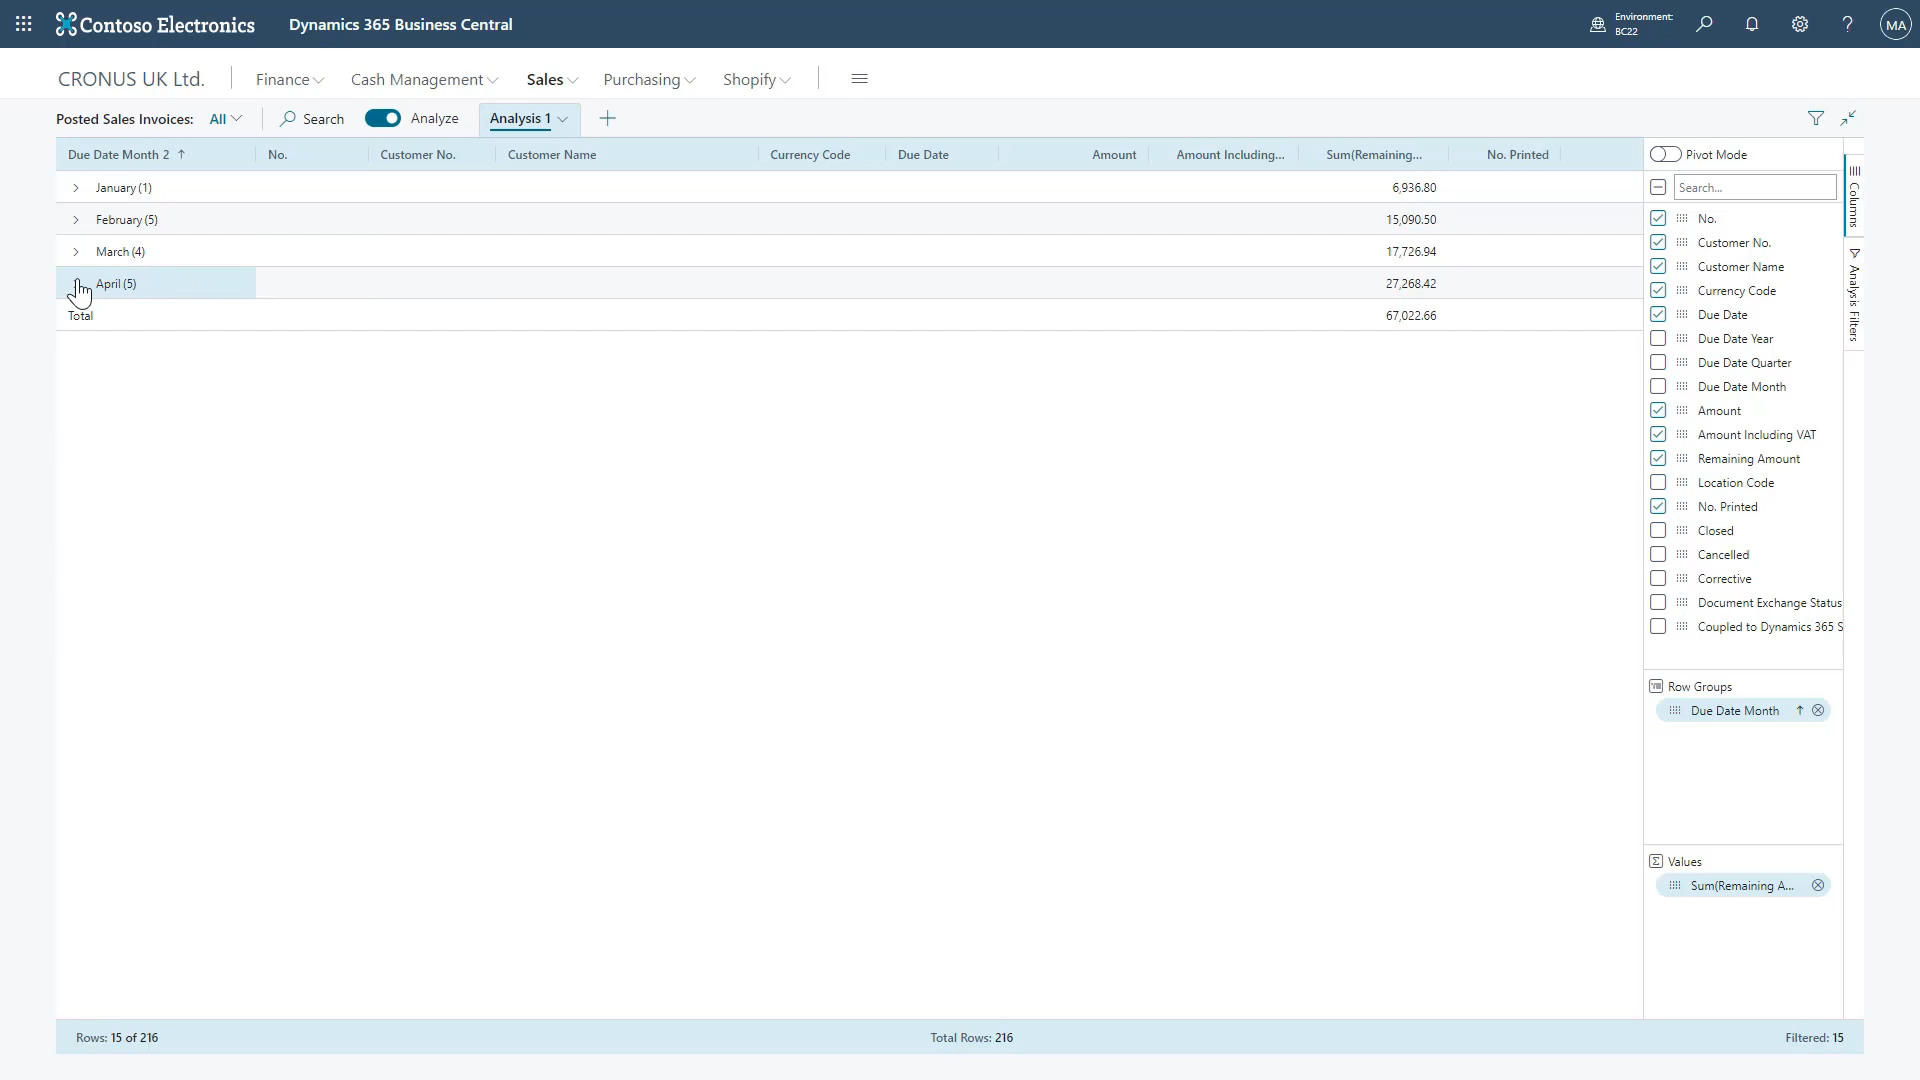 Contoso Electronics Dynamics 365 Business Central Environment: BC22 MA
CRONUS UK Ltd. Finance Cash Management Sales Purchasing Shopify
Posted Sales Invoices: All Search Analyze Analysis 1
Due Date Month 2 No. Customer No. Customer Name Currency Code Due Date Amount Amount Including... Sum(Remaining... No. Printed
January (1) 6,936.80
February (5) 15,090.50
March (4) 17,726.94
April (5) 27,268.42
Total 67,022.66
Pivot Mode
Search...
No.
Customer No.
Customer Name
Currency Code
Due Date
Due Date Year
Due Date Quarter
Due Date Month
Amount
Amount Including VAT
Remaining Amount
Location Code
No. Printed
Closed
Cancelled
Corrective
Document Exchange Status
Coupled to Dynamics 365 S
Row Groups
Due Date Month
Values
Sum(Remaining A...
Columns
Analysis Filters
Rows: 15 of 216 Total Rows: 216 Filtered: 15